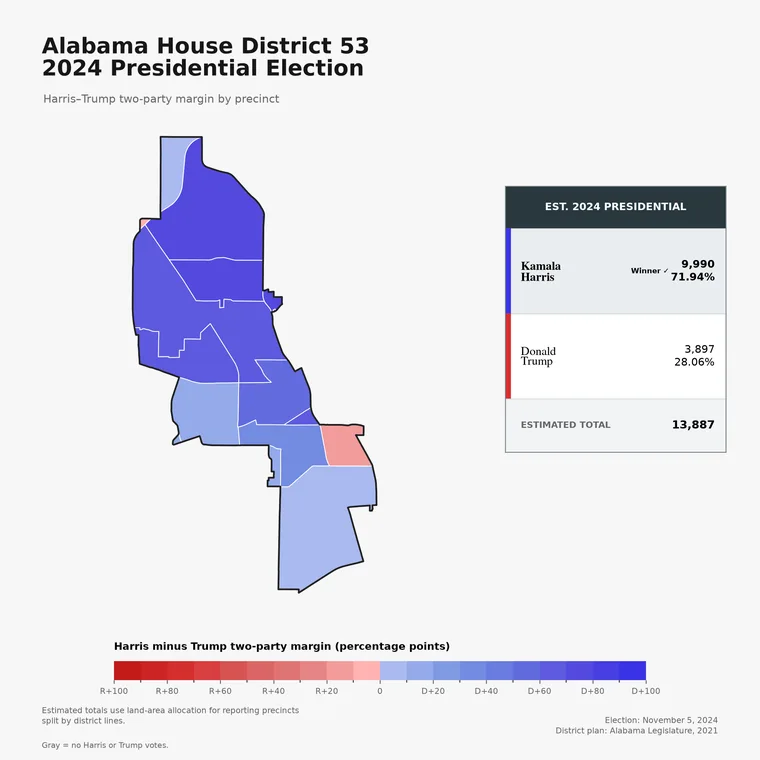 Alabama House District 53
2024 Presidential Election
Harris–Trump two-party margin by precinct
EST. 2024 PRESIDENTIAL
Kamala
Harris
Winner ✓
9,990
71.94%
Donald
Trump
3,897
28.06%
ESTIMATED TOTAL
13,887
Harris minus Trump two-party margin (percentage points)
R+100 R+80 R+60 R+40 R+20 0 D+20 D+40 D+60 D+80 D+100
Estimated totals use land-area allocation for reporting precincts
split by district lines.
Gray = no Harris or Trump votes.
Election: November 5, 2024
District plan: Alabama Legislature, 2021